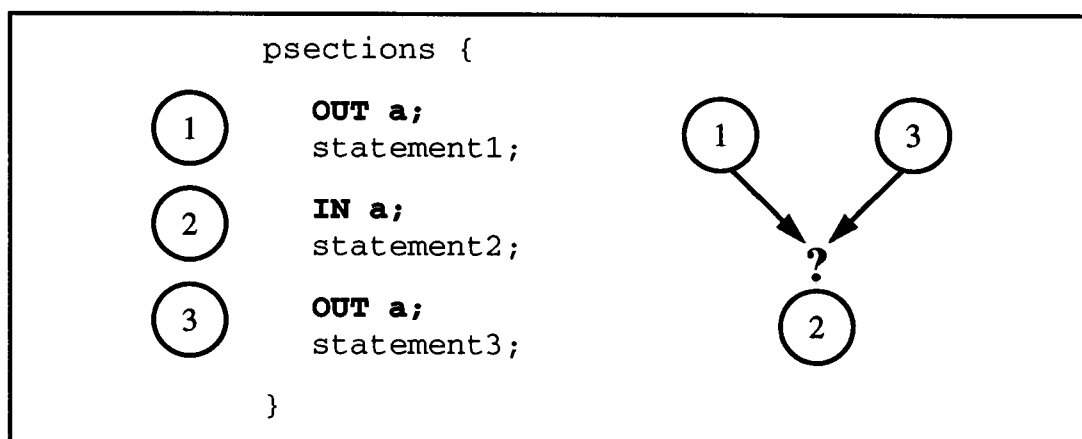 psections {
1 OUT a;
statement1;
2 IN a;
statement2;
3 OUT a;
statement3;
}
1 3
?
2